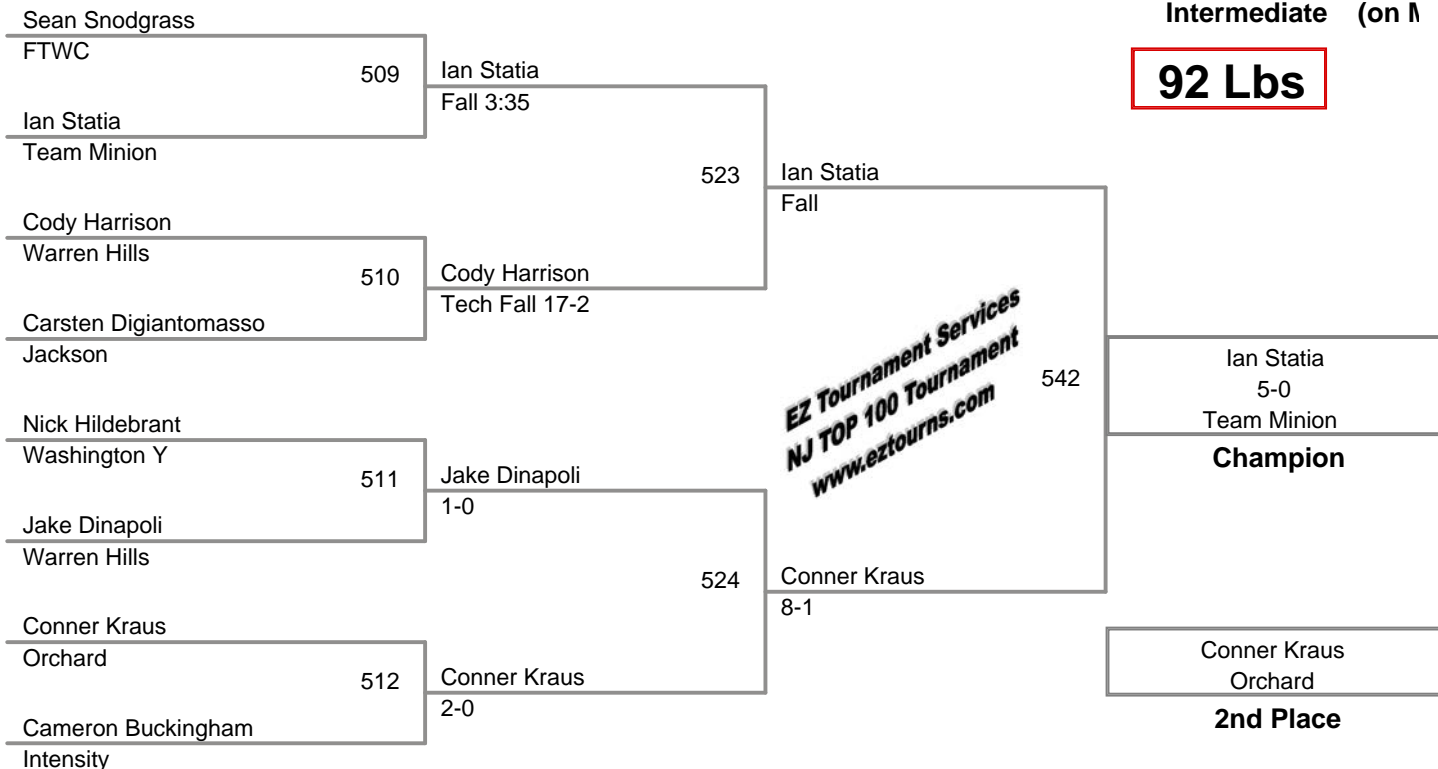 Intermediate (on
92 Lbs
Sean Snodgrass
FTWC
509
Ian Statia
Fall 3:35
Ian Statia
Team Minion
523
Ian Statia
Fall
Cody Harrison
Warren Hills
510
Cody Harrison
Tech Fall 17-2
Carsten Digiantomasso
Jackson
EZ Tournament Services
NJ TOP 100 Tournament
www.eztourns.com
542
Ian Statia
5-0
Team Minion
Champion
Nick Hildebrant
Washington Y
511
Jake Dinapoli
1-0
Jake Dinapoli
Warren Hills
524
Conner Kraus
8-1
Conner Kraus
Orchard
512
Conner Kraus
2-0
Cameron Buckingham
Intensity
Conner Kraus
Orchard
2nd Place